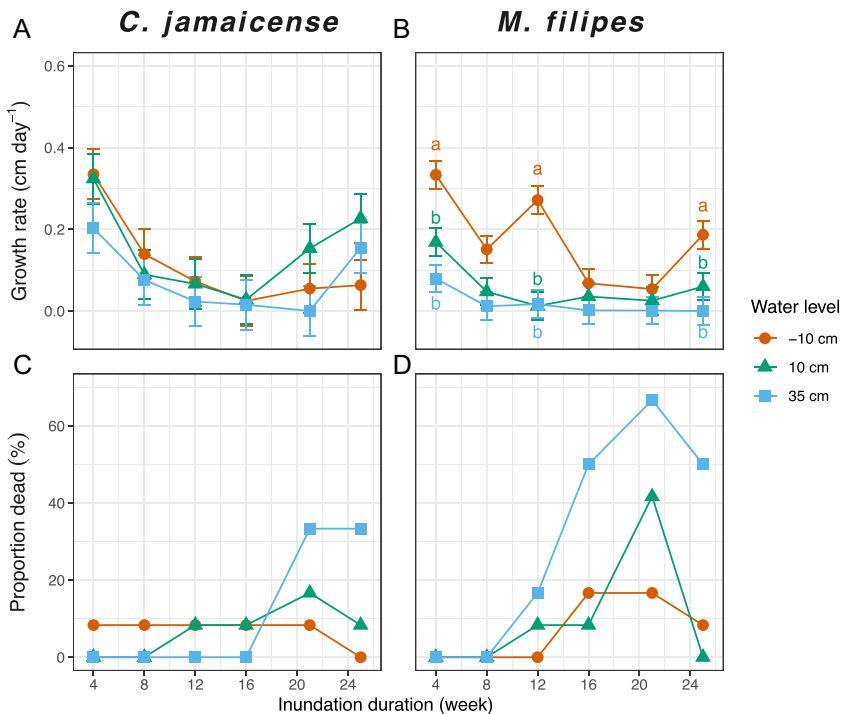 A C. jamaicense B M. filipes
0.6
0.4
0.2
0.0
Growth rate (cm day⁻¹)
a
a
a
b
b
b
b
b
b
Water level
−10 cm
10 cm
35 cm
C D
60
40
20
0
Proportion dead (%)
4 8 12 16 20 24 4 8 12 16 20 24
Inundation duration (week)